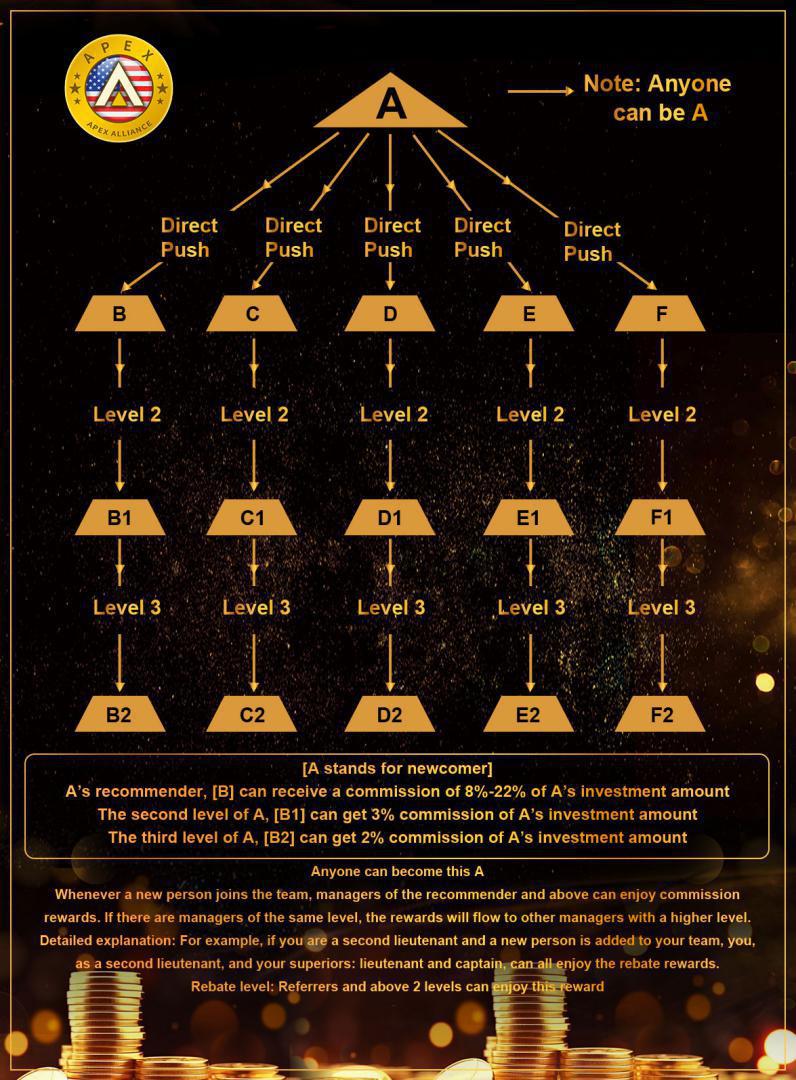 APEX
APEX ALLIANCE
A
Note: Anyone
can be A
Direct Push
Direct Push
Direct Push
Direct Push
Direct Push
B C D E F
Level 2 Level 2 Level 2 Level 2 Level 2
B1 C1 D1 E1 F1
Level 3 Level 3 Level 3 Level 3 Level 3
B2 C2 D2 E2 F2
[A stands for newcomer]
A's recommender, [B] can receive a commission of 8%-22% of A's investment amount
The second level of A, [B1] can get 3% commission of A's investment amount
The third level of A, [B2] can get 2% commission of A's investment amount
Anyone can become this A
Whenever a new person joins the team, managers of the recommender and above can enjoy commission
rewards. If there are managers of the same level, the rewards will flow to other managers with a higher level.
Detailed explanation: For example, if you are a second lieutenant and a new person is added to your team, you,
as a second lieutenant, and your superiors: lieutenant and captain, can all enjoy the rebate rewards.
Rebate level: Referrers and above 2 levels can enjoy this reward